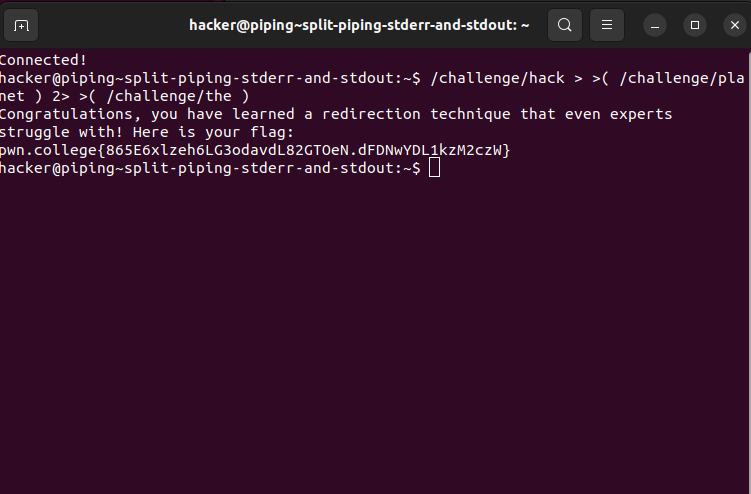 hacker@piping~split-piping-stderr-and-stdout: ~
Connected!
hacker@piping~split-piping-stderr-and-stdout:~$ /challenge/hack > >( /challenge/pla
net ) 2> >( /challenge/the )
Congratulations, you have learned a redirection technique that even experts
struggle with! Here is your flag:
pwn.college{865E6xlzeh6LG3odavdL82GTOeN.dFDNwYDL1kzM2czW}
hacker@piping~split-piping-stderr-and-stdout:~$